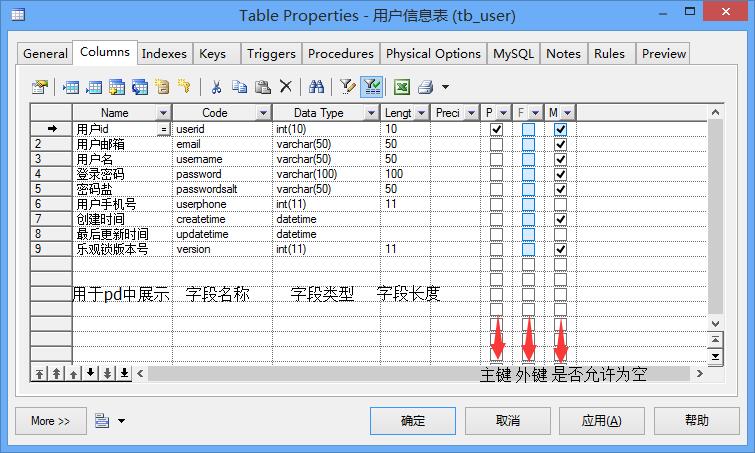 Table Properties - 用户信息表 (tb_user)
General Columns Indexes Keys Triggers Procedures Physical Options MySQL Notes Rules Preview
Name Code Data Type Lengt Preci P F M
用户id = userid int(10) 10
2 用户邮箱 email varchar(50) 50
3 用户名 username varchar(50) 50
4 登录密码 password varchar(100) 100
5 密码盐 passwordsalt varchar(50) 50
6 用户手机号 userphone int(11) 11
7 创建时间 createtime datetime
8 最后更新时间 updatetime datetime
9 乐观锁版本号 version int(11) 11
用于pd中展示 字段名称 字段类型 字段长度
主键 外键 是否允许为空
More >> 确定 取消 应用(A) 帮助